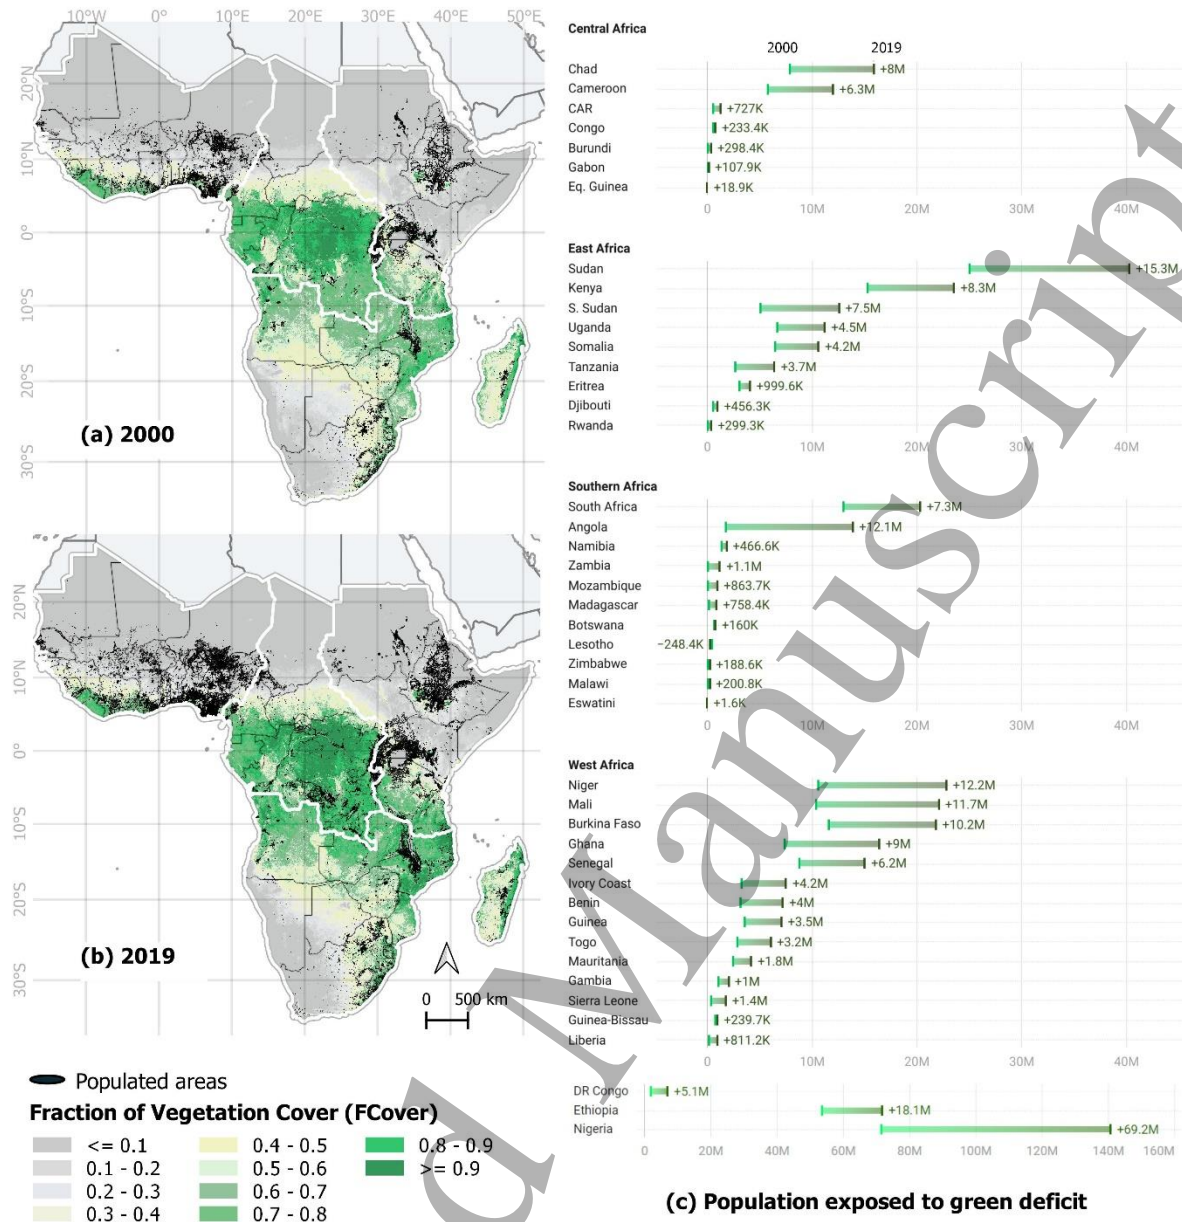 10°W 0° 10°E 20°E 30°E 40°E 50°E
20°N
10°N
0°
10°S
20°S
30°S
(a) 2000
20°N
10°N
0°
10°S
20°S
30°S
(b) 2019
0 500 km
Populated areas
Fraction of Vegetation Cover (FCover)
<= 0.1
0.1 - 0.2
0.2 - 0.3
0.3 - 0.4
0.4 - 0.5
0.5 - 0.6
0.6 - 0.7
0.7 - 0.8
0.8 - 0.9
>= 0.9
Central Africa
2000 2019
Chad +8M
Cameroon +6.3M
CAR +727K
Congo +233.4K
Burundi +298.4K
Gabon +107.9K
Eq. Guinea +18.9K
0 10M 20M 30M 40M
East Africa
Sudan +15.3M
Kenya +8.3M
S. Sudan +7.5M
Uganda +4.5M
Somalia +4.2M
Tanzania +3.7M
Eritrea +999.6K
Djibouti +456.3K
Rwanda +299.3K
0 10M 20M 30M 40M
Southern Africa
South Africa +7.3M
Angola +12.1M
Namibia +466.6K
Zambia +1.1M
Mozambique +863.7K
Madagascar +758.4K
Botswana +160K
Lesotho −248.4K
Zimbabwe +188.6K
Malawi +200.8K
Eswatini +1.6K
0 10M 20M 30M 40M
West Africa
Niger +12.2M
Mali +11.7M
Burkina Faso +10.2M
Ghana +9M
Senegal +6.2M
Ivory Coast +4.2M
Benin +4M
Guinea +3.5M
Togo +3.2M
Mauritania +1.8M
Gambia +1M
Sierra Leone +1.4M
Guinea-Bissau +239.7K
Liberia +811.2K
0 10M 20M 30M 40M
DR Congo +5.1M
Ethiopia +18.1M
Nigeria +69.2M
0 20M 40M 60M 80M 100M 120M 140M 160M
(c) Population exposed to green deficit
d Manuscript